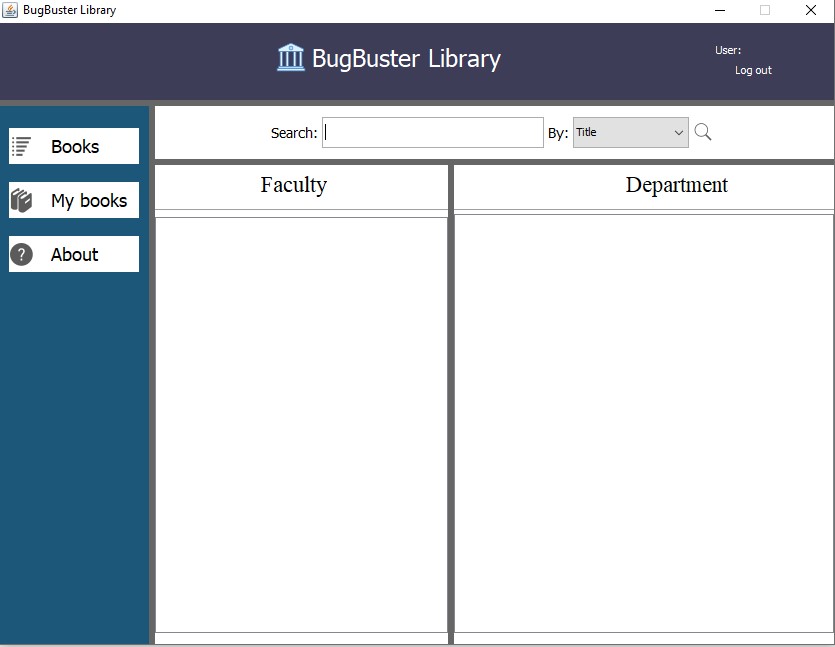 BugBuster Library
BugBuster Library
User:
Log out
Search:
By: Title
Books
My books
? About
Faculty
Department